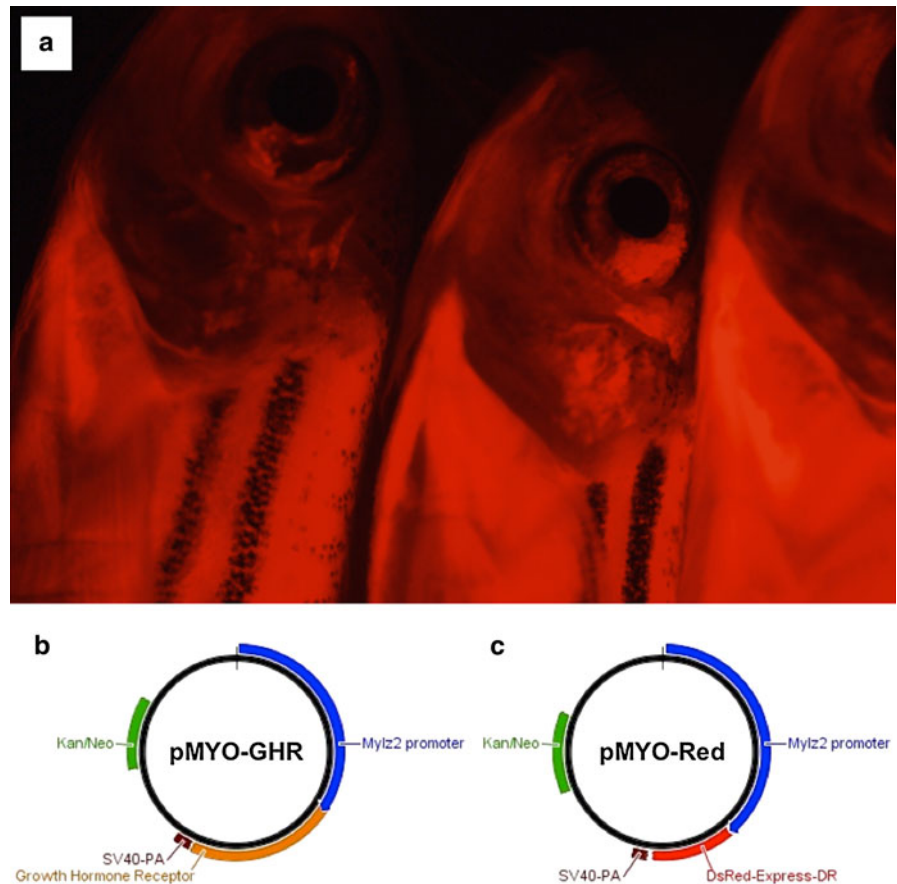 a
b
pMYO-GHR
Kan/Neo
Mylz2 promoter
SV40-PA
Growth Hormone Receptor
c
pMYO-Red
Kan/Neo
Mylz2 promoter
SV40-PA
DsRed-Express-DR